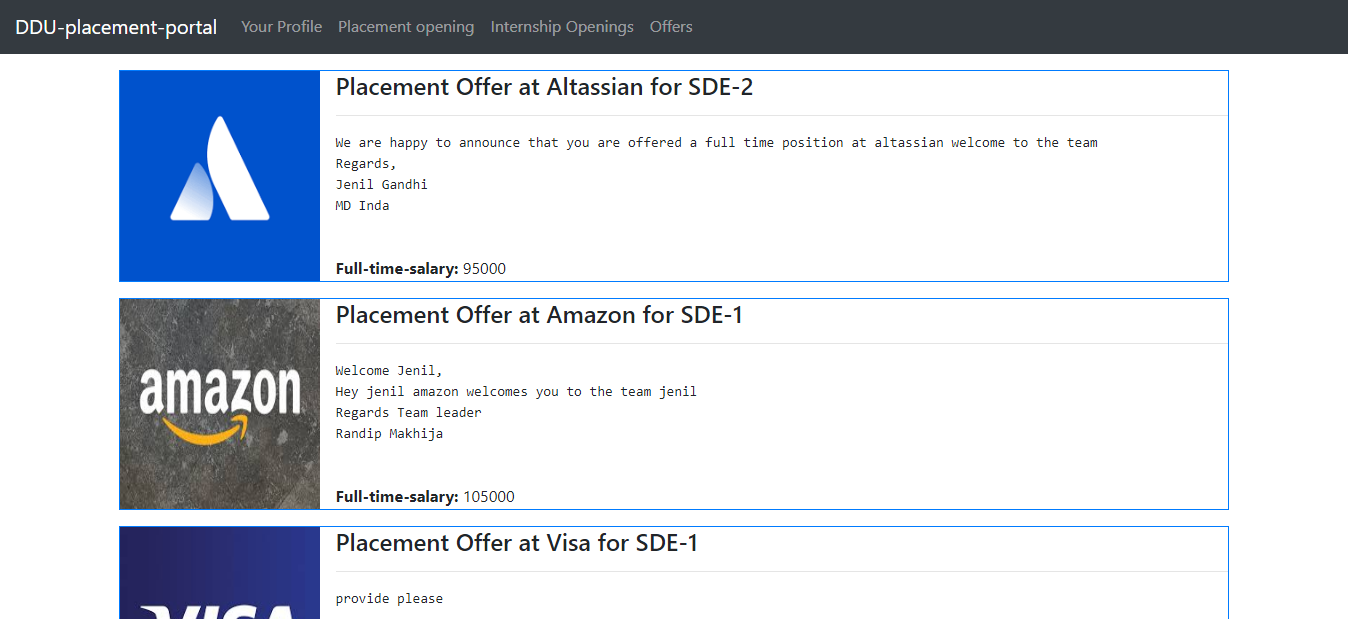 DDU-placement-portal Your Profile Placement opening Internship Openings Offers
Placement Offer at Altassian for SDE-2
We are happy to announce that you are offered a full time position at altassian welcome to the team
Regards,
Jenil Gandhi
MD Inda
Full-time-salary: 95000
amazon
Placement Offer at Amazon for SDE-1
Welcome Jenil,
Hey jenil amazon welcomes you to the team jenil
Regards Team leader
Randip Makhija
Full-time-salary: 105000
VISA
Placement Offer at Visa for SDE-1
provide please